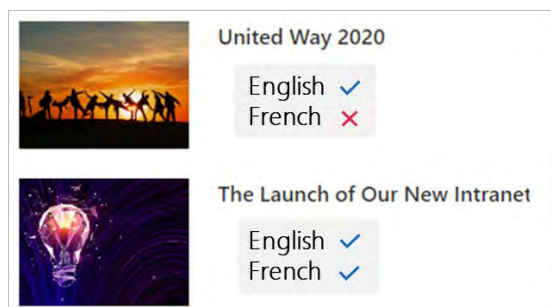 United Way 2020
English ✓
French ✗
The Launch of Our New Intranet
English ✓
French ✓